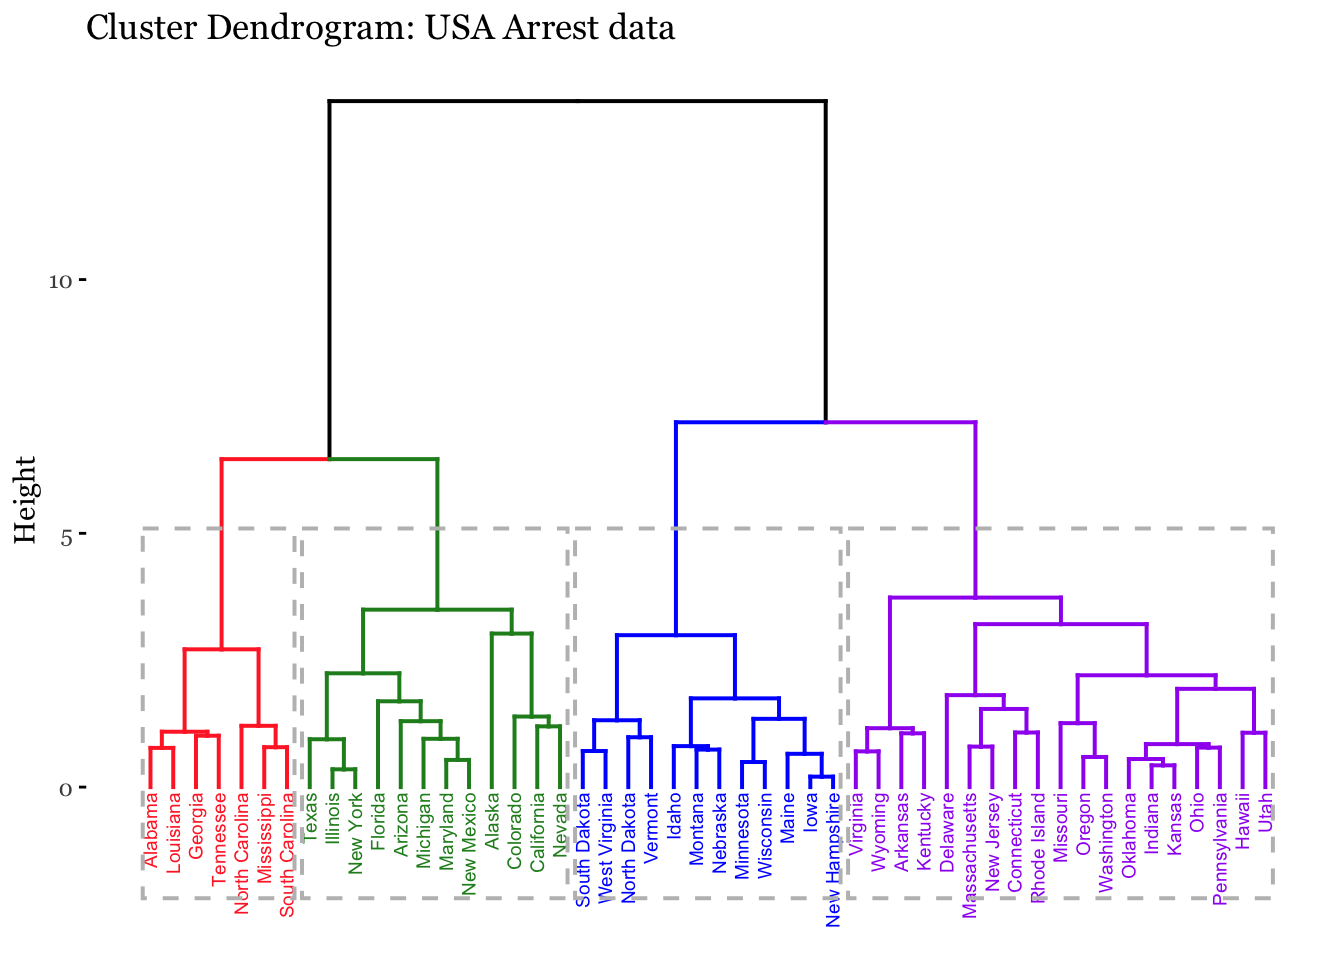 Cluster Dendrogram: USA Arrest data
Height
10
5
0
Alabama
Louisiana
Georgia
Tennessee
North Carolina
Mississippi
South Carolina
Texas
Illinois
New York
Florida
Arizona
Michigan
Maryland
New Mexico
Alaska
Colorado
California
Nevada
South Dakota
West Virginia
North Dakota
Vermont
Idaho
Montana
Nebraska
Minnesota
Wisconsin
Maine
Iowa
New Hampshire
Virginia
Wyoming
Arkansas
Kentucky
Delaware
Massachusetts
New Jersey
Connecticut
Rhode Island
Missouri
Oregon
Washington
Oklahoma
Indiana
Kansas
Ohio
Pennsylvania
Hawaii
Utah